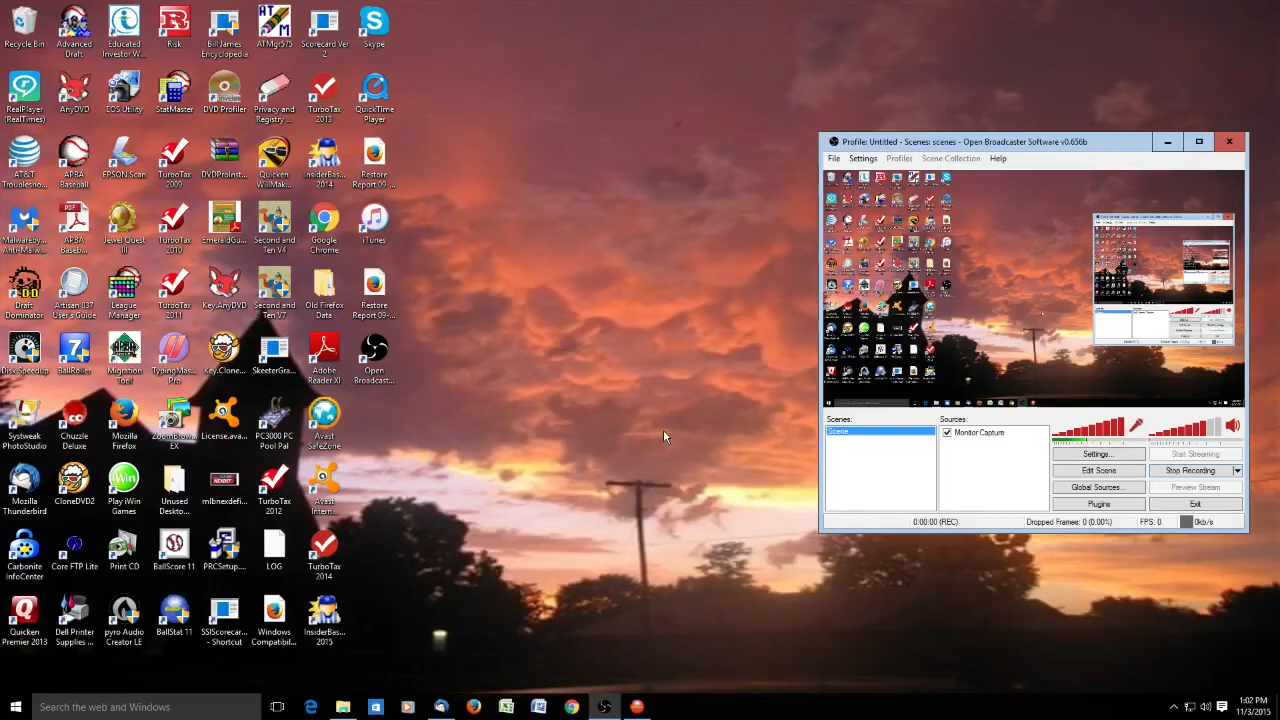 Recycle Bin
Advanced Draft
Educated Investor W...
Risk
Bill James Encyclopedia
ATMgr575
Scorecard Ver 2
Skype
RealPlayer (RealTimes)
AnyDVD
EOS Utility
StatMaster
DVD Profiler
Privacy and Registry ...
TurboTax 2013
QuickTime Player
AT&T Troublesho...
APBA Baseball
EPSON Scan
TurboTax 2009
DVDProInst...
Quicken WillMak...
InsiderBas... 2014
Restore Report 09-...
Malwareby... Anti-Malw...
APBA Baseb...
Jewel Quest III
TurboTax 2010
EmeraldGu...
Second and Ten V4
Google Chrome
iTunes
Draft Dominator
Artisan 837 User's Guide
League Manager
TurboTax 2011
Key.AnyDVD
Second and Ten V7
Old Firefox Data
Restore Report 09-...
Disk Speedup
BallRoller
Migration Tool
TypingMas... Pro
Key.Clone...
SkeeterGra...
Adobe Reader XI
Open Broadcast...
Systweak PhotoStudio
Chuzzle Deluxe
Mozilla Firefox
ZoomBrow... EX
License.ava...
PC3000 PC Pool Pal
Avast SafeZone
Mozilla Thunderbird
CloneDVD2
Play iWin Games
Unused Deskto...
mlbnexdefi...
TurboTax 2012
Avast Intern...
Carbonite InfoCenter
Core FTP Lite
Print CD
BallScore 11
PRCSetup....
LOG
TurboTax 2014
Quicken Premier 2013
Dell Printer Supplies ...
pyro Audio Creator LE
BallStat 11
SSIScorecar... - Shortcut
Windows Compatibil...
InsiderBas... 2015
Profile: Untitled - Scenes: scenes - Open Broadcaster Software v0.656b
File Settings Profiles Scene Collection Help
Scenes: Sources:
Scene
Monitor Capture
Settings... Start Streaming
Edit Scene Stop Recording
Global Sources... Preview Stream
Plugins Exit
0:00:00 (REC) Dropped Frames: 0 (0.00%) FPS: 0 0kb/s
Search the web and Windows
1:02 PM
11/3/2015